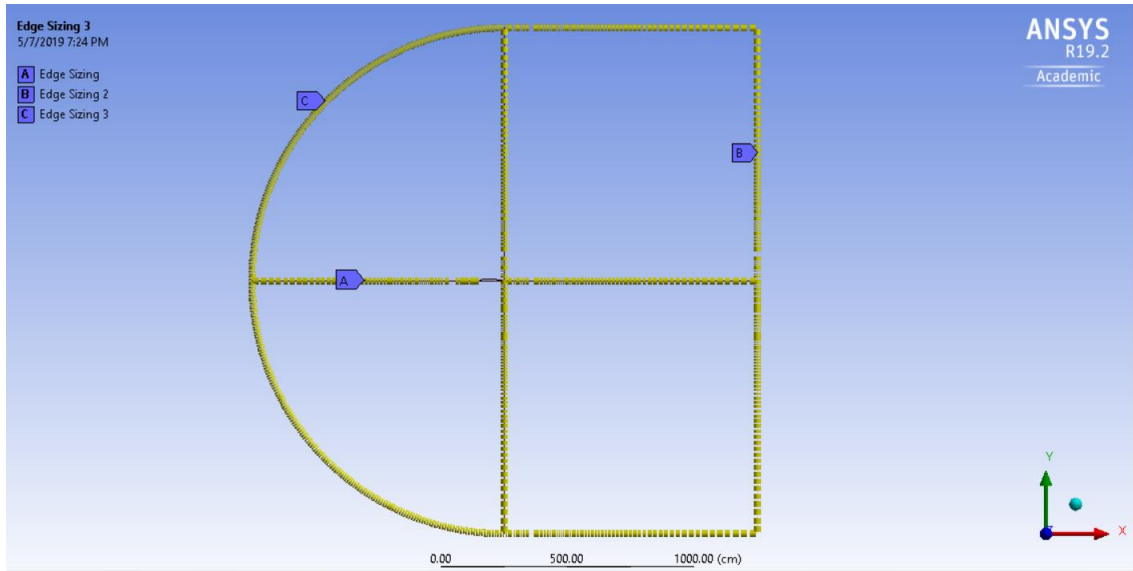 Edge Sizing 3
5/7/2019 7:24 PM
A Edge Sizing
B Edge Sizing 2
C Edge Sizing 3
ANSYS
R19.2
Academic
C
B
A
Y
X
0.00 500.00 1000.00 (cm)